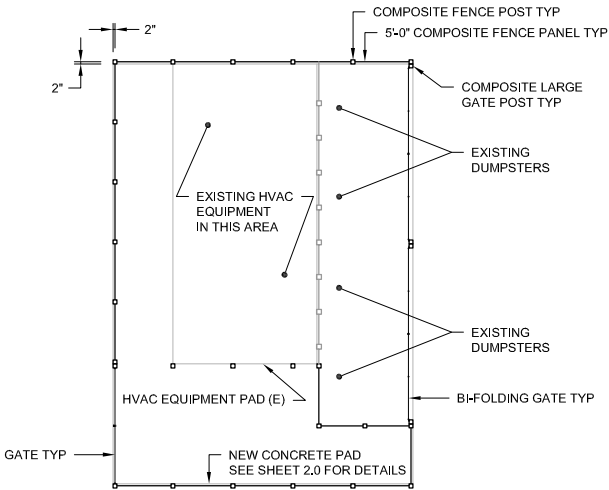 COMPOSITE FENCE POST TYP
2"
5'-0" COMPOSITE FENCE PANEL TYP
2"
COMPOSITE LARGE
GATE POST TYP
EXISTING
DUMPSTERS
EXISTING HVAC
EQUIPMENT
IN THIS AREA
EXISTING
DUMPSTERS
HVAC EQUIPMENT PAD (E)
BI-FOLDING GATE TYP
GATE TYP
NEW CONCRETE PAD
SEE SHEET 2.0 FOR DETAILS